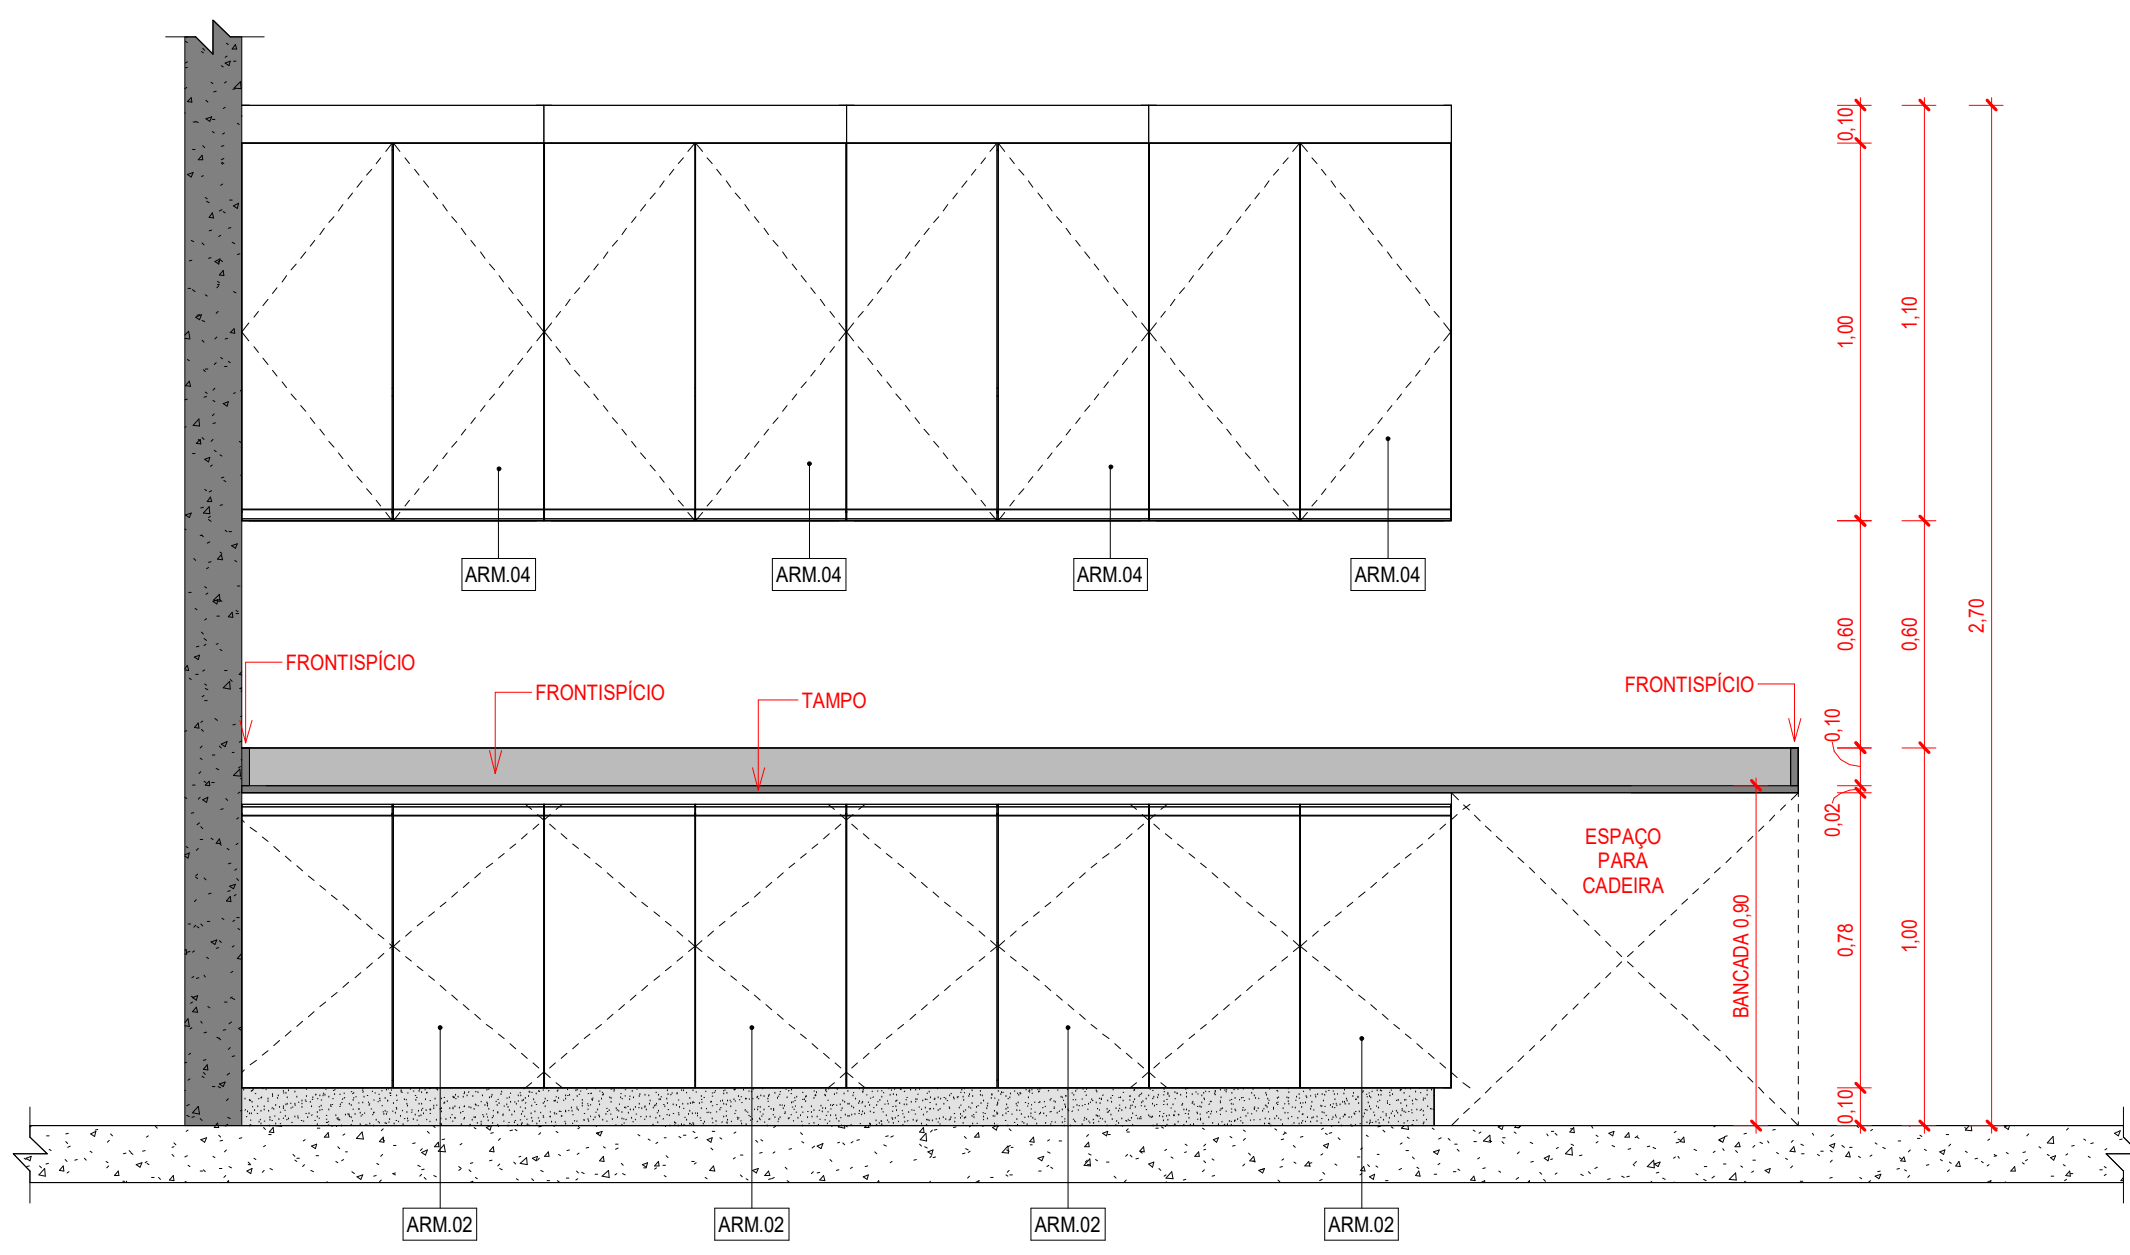 0,10
1,00
1,10
ARM.04
ARM.04
ARM.04
ARM.04
0,60
0,60
2,70
FRONTISPÍCIO
FRONTISPÍCIO
TAMPO
FRONTISPÍCIO
0,10
0,02
ESPAÇO
PARA
CADEIRA
BANCADA 0,90
0,78
1,00
0,10
ARM.02
ARM.02
ARM.02
ARM.02